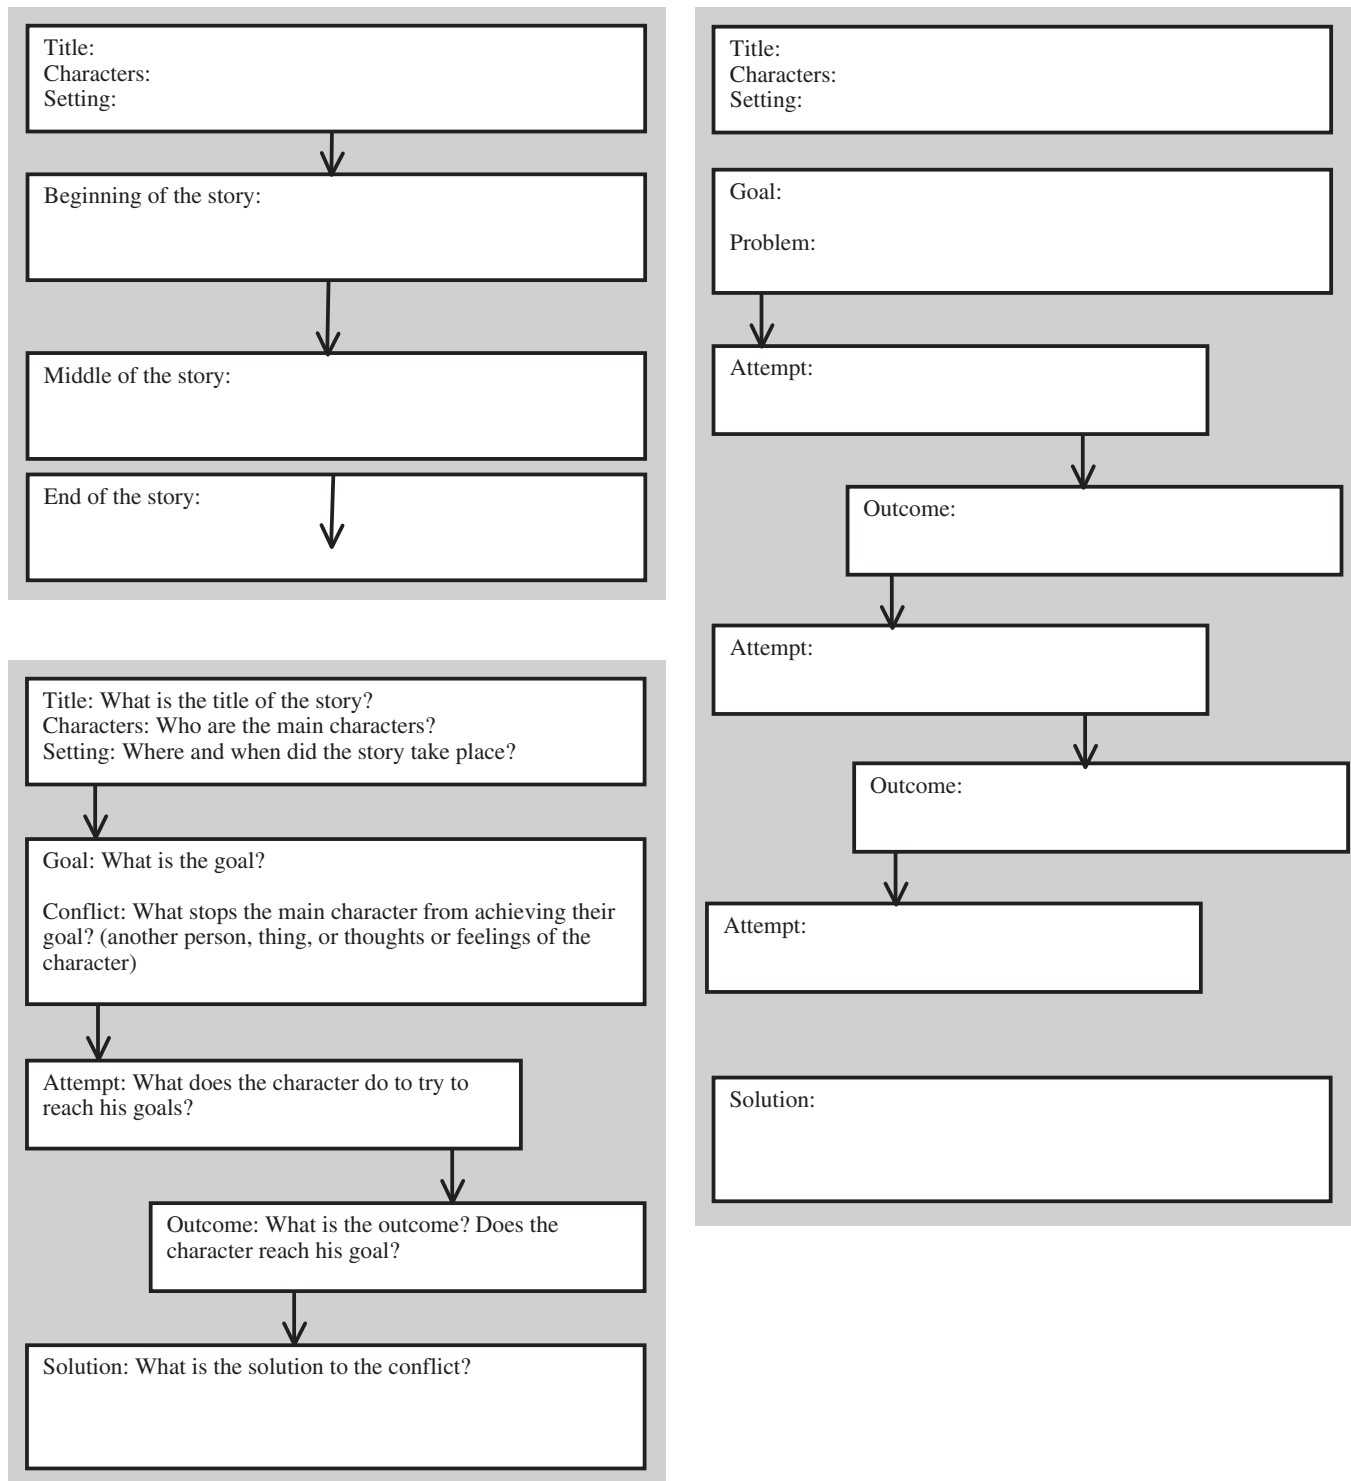 Title:
Characters:
Setting:
Beginning of the story:
Middle of the story:
End of the story:
Title: What is the title of the story?
Characters: Who are the main characters?
Setting: Where and when did the story take place?
Goal: What is the goal?
Conflict: What stops the main character from achieving their
goal? (another person, thing, or thoughts or feelings of the
character)
Attempt: What does the character do to try to
reach his goals?
Outcome: What is the outcome? Does the
character reach his goal?
Solution: What is the solution to the conflict?
Title:
Characters:
Setting:
Goal:
Problem:
Attempt:
Outcome:
Attempt:
Outcome:
Attempt:
Solution: